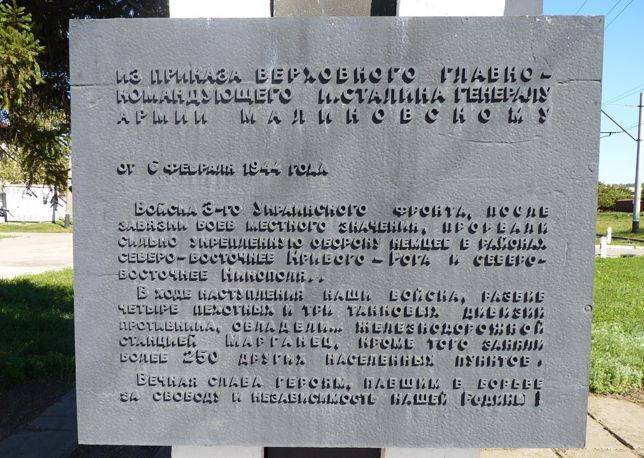 ИЗ ПРИКАЗА ВЕРХОВНОГО ГЛАВНО-
КОМАНДУЮЩЕГО И.СТАЛИНА ГЕНЕРАЛУ
АРМИИ МАЛИНОВСКОМУ
ОТ 6 ФЕВРАЛЯ 1944 ГОДА
ВОЙСКА 3-ГО УКРАИНСКОГО ФРОНТА, ПОСЛЕ
ЗАВЯЗКИ БОЕВ МЕСТНОГО ЗНАЧЕНИЯ, ПРОРВАЛИ
СИЛЬНО УКРЕПЛЕННУЮ ОБОРОНУ НЕМЦЕВ В РАЙОНАХ
СЕВЕРО-ВОСТОЧНЕЕ КРИВОГО-РОГА И СЕВЕРО-
ВОСТОЧНЕЕ НИКОПОЛЯ..
В ХОДЕ НАСТУПЛЕНИЯ НАШИ ВОЙСКА, РАЗБИВ
ЧЕТЫРЕ ПЕХОТНЫХ И ТРИ ТАНКОВЫХ ДИВИЗИИ
ПРОТИВНИКА, ОВЛАДЕЛИ... ЖЕЛЕЗНОДОРОЖНОЙ
СТАНЦИЕЙ МАРГАНЕЦ, КРОМЕ ТОГО ЗАНЯЛИ
БОЛЕЕ 250 ДРУГИХ НАСЕЛЕННЫХ ПУНКТОВ.
ВЕЧНАЯ СЛАВА ГЕРОЯМ, ПАВШИМ В БОРЬБЕ
ЗА СВОБОДУ И НЕЗАВИСИМОСТЬ НАШЕЙ РОДИНЫ!